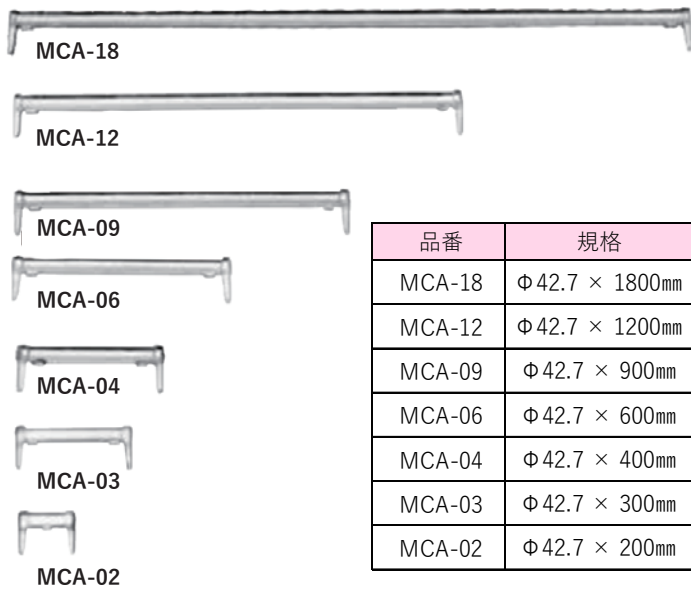 MCA-18
MCA-12
MCA-09
MCA-06
MCA-04
MCA-03
MCA-02
品番 規格
MCA-18 Φ42.7 × 1800㎜
MCA-12 Φ42.7 × 1200㎜
MCA-09 Φ42.7 × 900㎜
MCA-06 Φ42.7 × 600㎜
MCA-04 Φ42.7 × 400㎜
MCA-03 Φ42.7 × 300㎜
MCA-02 Φ42.7 × 200㎜